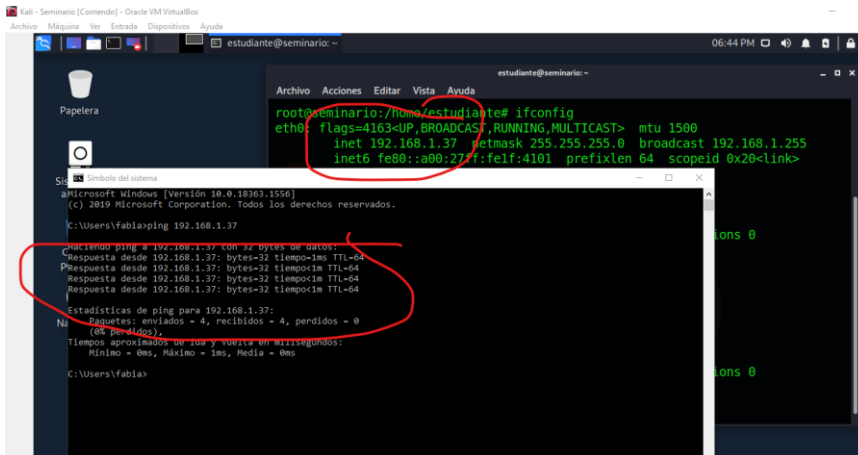 Kali - Seminario [Corriendo] - Oracle VM VirtualBox
Archivo Máquina Ver Entrada Dispositivos Ayuda
estudiante@seminario: ~
06:44 PM
estudiante@seminario: ~
Archivo Acciones Editar Vista Ayuda
Papelera
root@seminario:/home/estudiante# ifconfig
eth0: flags=4163<UP,BROADCAST,RUNNING,MULTICAST> mtu 1500
inet 192.168.1.37 netmask 255.255.255.0 broadcast 192.168.1.255
inet6 fe80::a00:27ff:fe1f:4101 prefixlen 64 scopeid 0x20<link>
Símbolo del sistema
Microsoft Windows [Versión 10.0.18363.1556]
(c) 2019 Microsoft Corporation. Todos los derechos reservados.
C:\Users\fabia>ping 192.168.1.37
Haciendo ping a 192.168.1.37 con 32 bytes de datos:
Respuesta desde 192.168.1.37: bytes=32 tiempo=1ms TTL=64
Respuesta desde 192.168.1.37: bytes=32 tiempo<1m TTL=64
Respuesta desde 192.168.1.37: bytes=32 tiempo<1m TTL=64
Respuesta desde 192.168.1.37: bytes=32 tiempo<1m TTL=64
Estadísticas de ping para 192.168.1.37:
Paquetes: enviados = 4, recibidos = 4, perdidos = 0
(0% perdidos),
Tiempos aproximados de ida y vuelta en milisegundos:
Mínimo = 0ms, Máximo = 1ms, Media = 0ms
C:\Users\fabia>
ions 0
ions 0